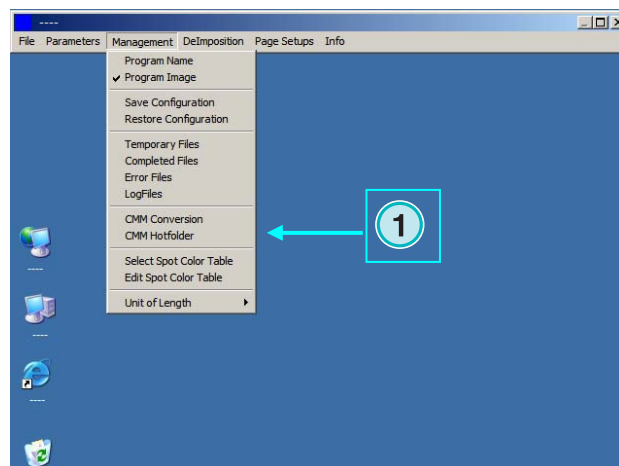 ----
File Parameters Management DeImposition Page Setups Info
Program Name
✓ Program Image
Save Configuration
Restore Configuration
Temporary Files
Completed Files
Error Files
LogFiles
CMM Conversion
CMM Hotfolder
1
Select Spot Color Table
Edit Spot Color Table
Unit of Length
----
----
----